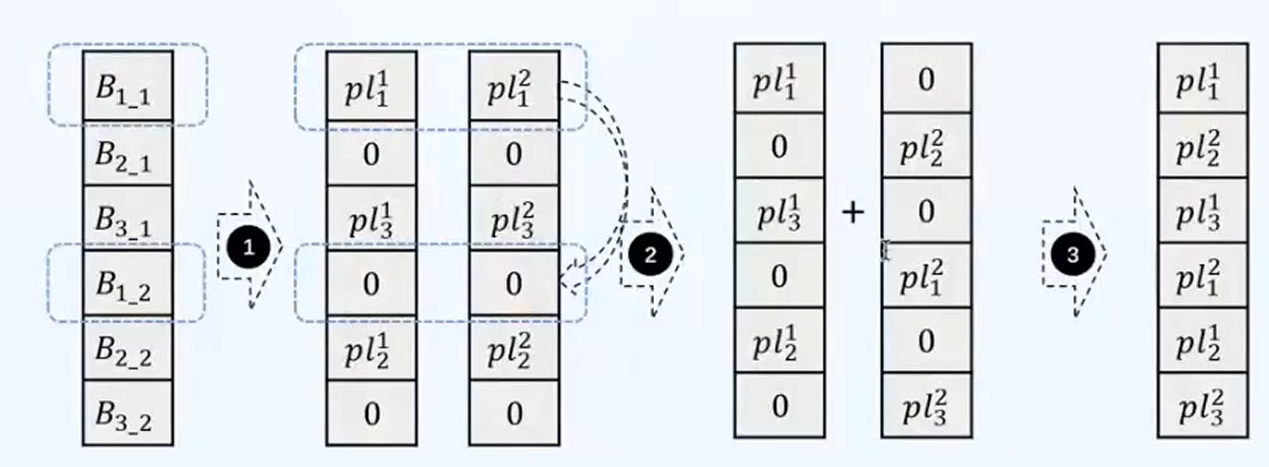 B_{1\_1} pl_1^1 pl_1^2 pl_1^1 0 pl_1^1
B_{2\_1} 0 0 0 pl_2^2 pl_2^2
B_{3\_1} pl_3^1 pl_3^2 pl_3^1 + 0 pl_3^1
1 2 3
B_{1\_2} 0 0 0 pl_1^2 pl_1^2
B_{2\_2} pl_2^1 pl_2^2 pl_2^1 0 pl_2^1
B_{3\_2} 0 0 0 pl_3^2 pl_3^2